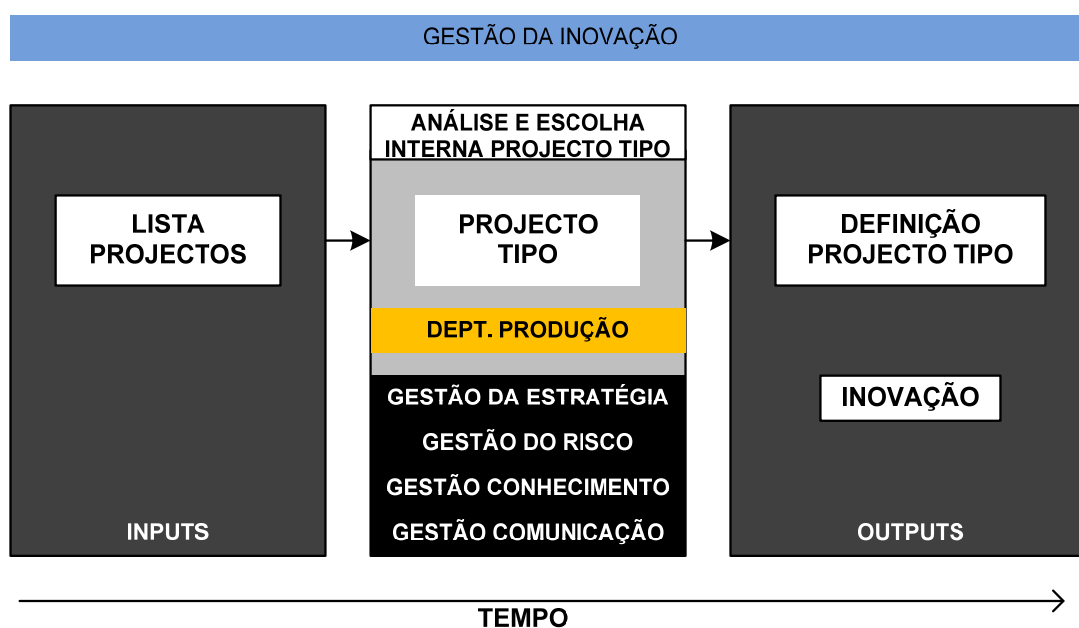 GESTÃO DA INOVAÇÃO
LISTA
PROJECTOS
INPUTS
ANÁLISE E ESCOLHA
INTERNA PROJECTO TIPO
PROJECTO
TIPO
DEPT. PRODUÇÃO
GESTÃO DA ESTRATÉGIA
GESTÃO DO RISCO
GESTÃO CONHECIMENTO
GESTÃO COMUNICAÇÃO
DEFINIÇÃO
PROJECTO TIPO
INOVAÇÃO
OUTPUTS
TEMPO